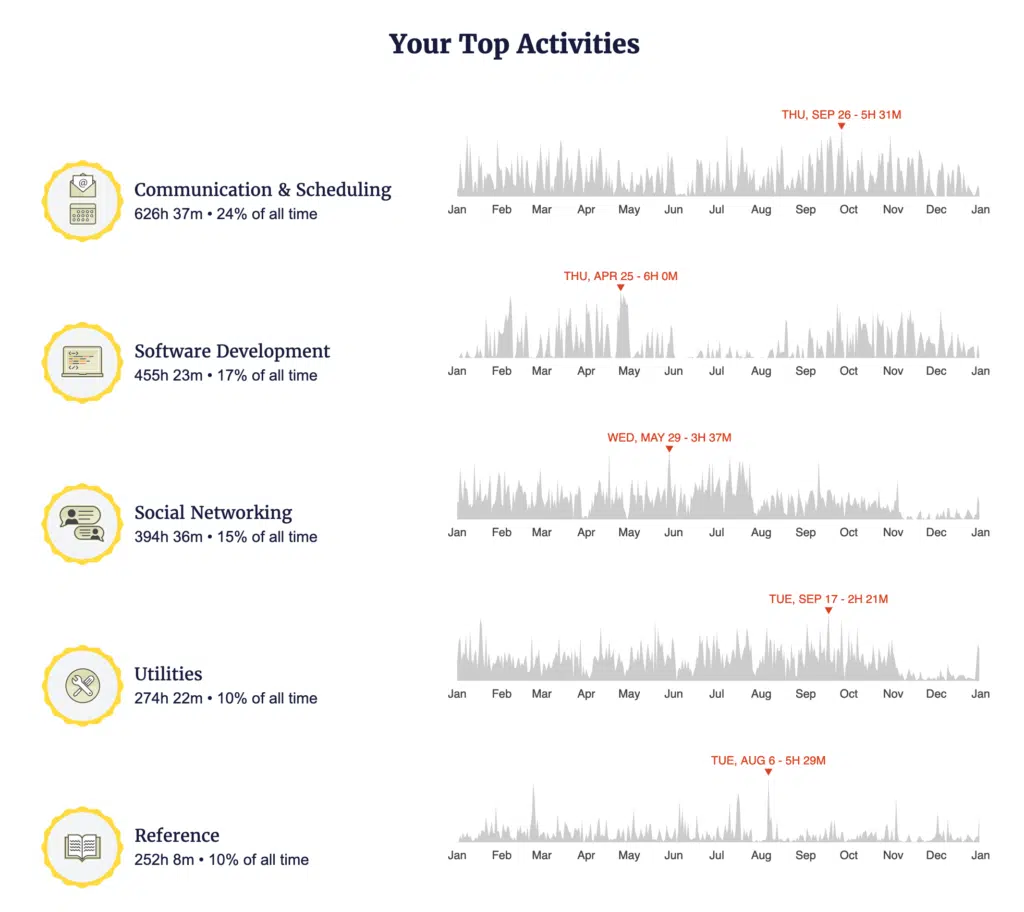 Your Top Activities
THU, SEP 26 - 5H 31M
Communication & Scheduling
626h 37m • 24% of all time
Jan Feb Mar Apr May Jun Jul Aug Sep Oct Nov Dec Jan
THU, APR 25 - 6H 0M
Software Development
455h 23m • 17% of all time
Jan Feb Mar Apr May Jun Jul Aug Sep Oct Nov Dec Jan
WED, MAY 29 - 3H 37M
Social Networking
394h 36m • 15% of all time
Jan Feb Mar Apr May Jun Jul Aug Sep Oct Nov Dec Jan
TUE, SEP 17 - 2H 21M
Utilities
274h 22m • 10% of all time
Jan Feb Mar Apr May Jun Jul Aug Sep Oct Nov Dec Jan
TUE, AUG 6 - 5H 29M
Reference
252h 8m • 10% of all time
Jan Feb Mar Apr May Jun Jul Aug Sep Oct Nov Dec Jan